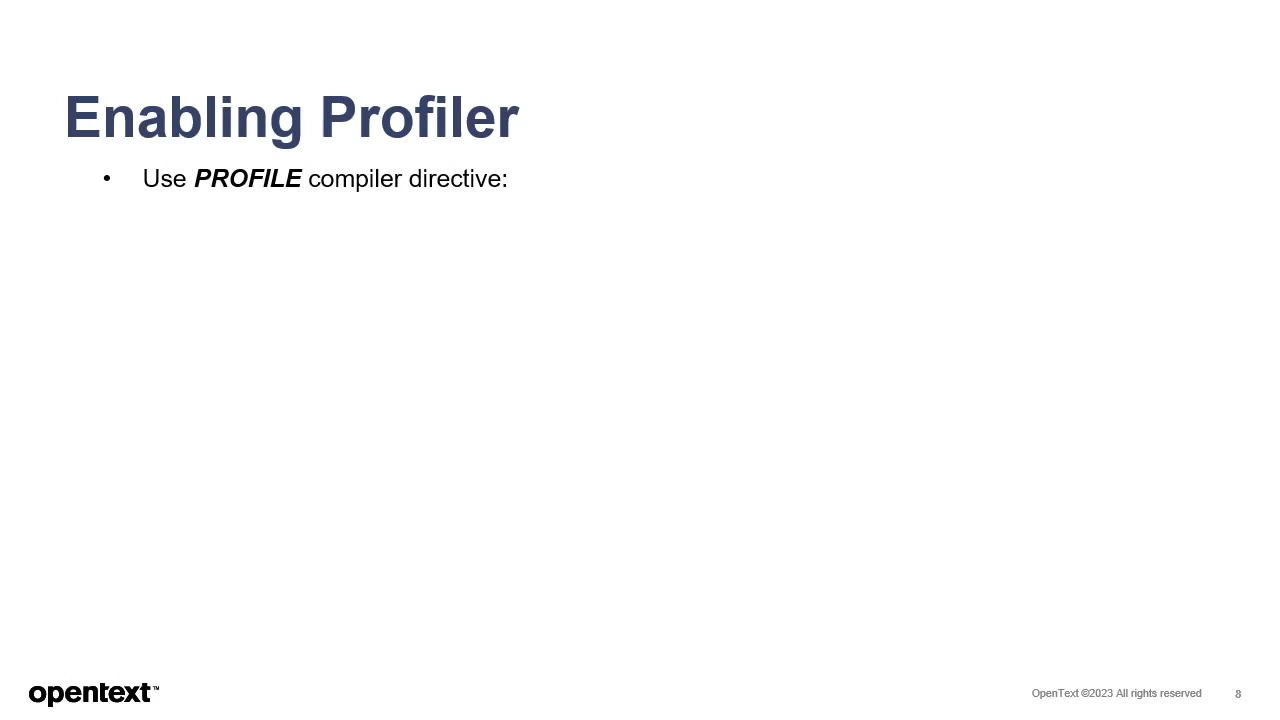 Enabling Profiler
• Use PROFILE compiler directive:
opentext™
OpenText ©2023 All rights reserved 8